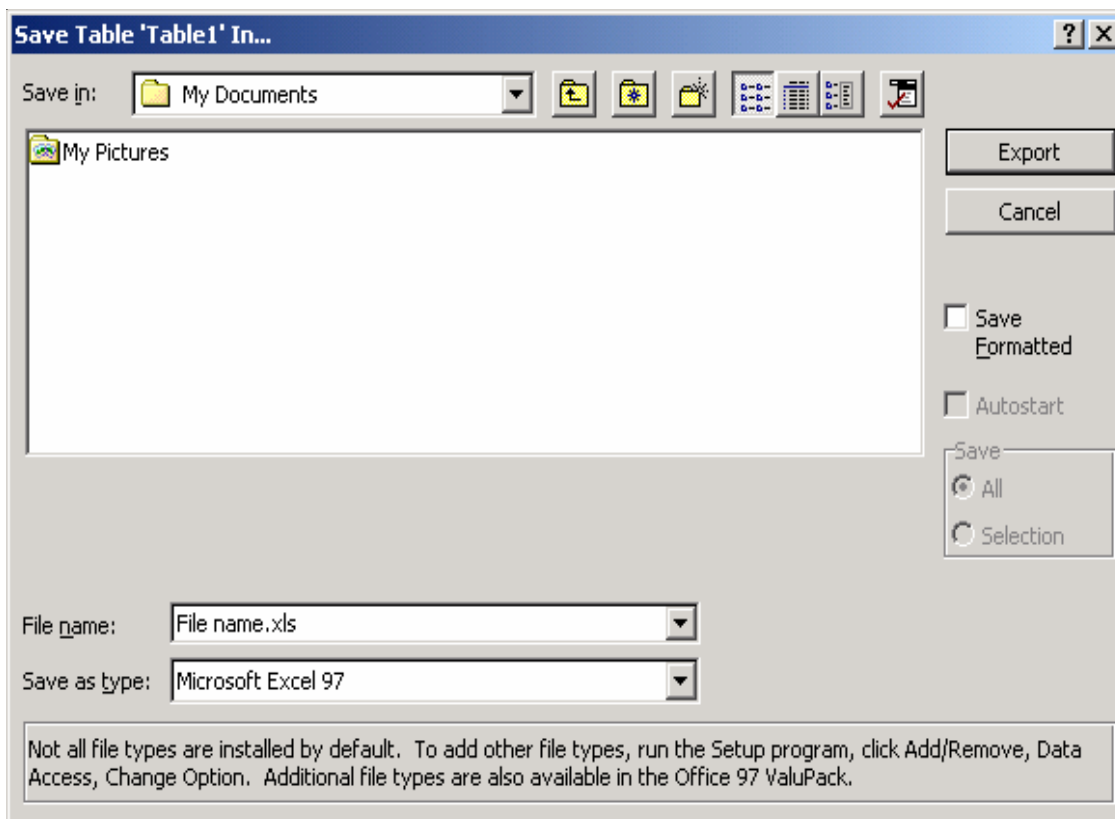 Save Table 'Table1' In...
Save in:
My Documents
My Pictures
Export
Cancel
Save
Formatted
Autostart
Save
All
Selection
File name:
File name.xls
Save as type:
Microsoft Excel 97
Not all file types are installed by default. To add other file types, run the Setup program, click Add/Remove, Data
Access, Change Option. Additional file types are also available in the Office 97 ValuPack.